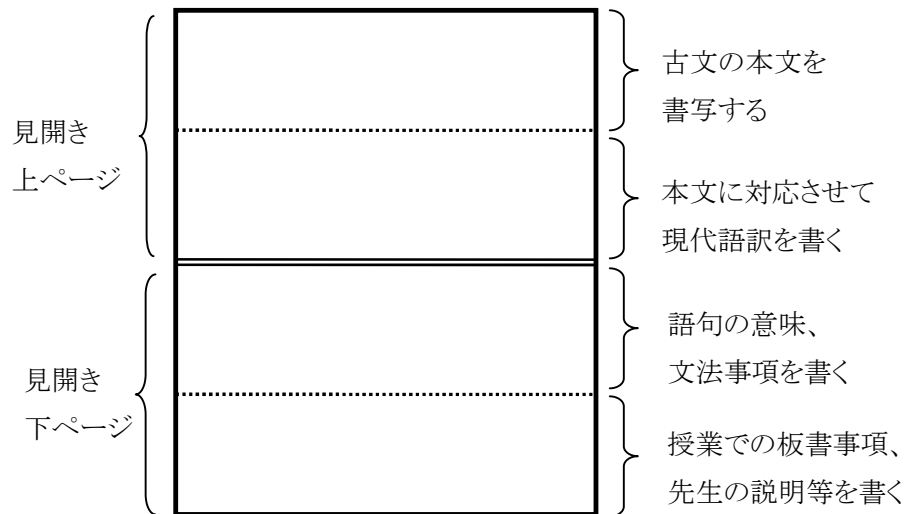 見開き
上ページ
見開き
下ページ
古文の本文を
書写する
本文に対応させて
現代語訳を書く
語句の意味、
文法事項を書く
授業での板書事項、
先生の説明等を書く